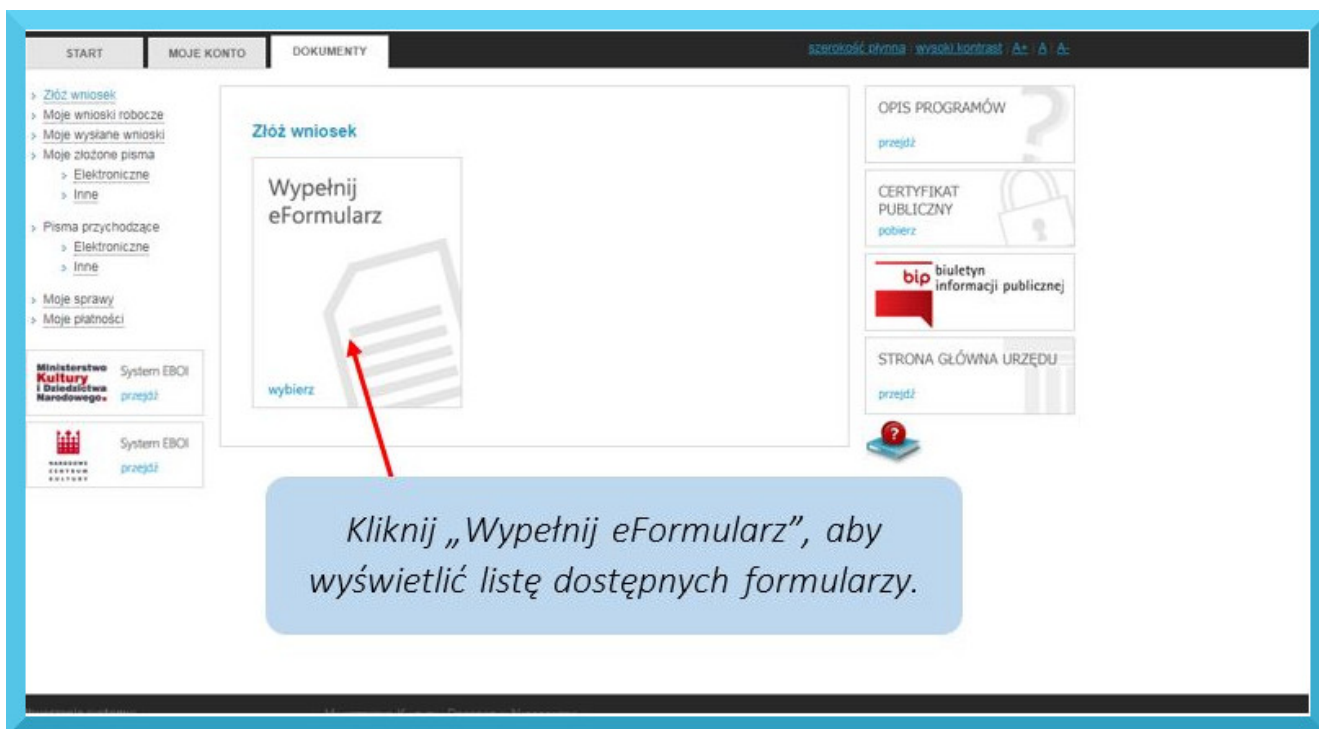 START
MOJE KONTO
DOKUMENTY
szerokość płynna | wysoki kontrast | A+ | A | A-
Złóż wniosek
Moje wnioski robocze
Moje wysłane wnioski
Moje złożone pisma
Elektroniczne
Inne
Pisma przychodzące
Elektroniczne
Inne
Moje sprawy
Moje płatności
Ministerstwo
Kultury
i Dziedzictwa
Narodowego.
System EBOI
przejdź
NARODOWE
CENTRUM
KULTURY
System EBOI
przejdź
Złóż wniosek
Wypełnij
eFormularz
wybierz
OPIS PROGRAMÓW
przejdź
CERTYFIKAT
PUBLICZNY
pobierz
bip biuletyn
informacji publicznej
STRONA GŁÓWNA URZĘDU
przejdź
?
Kliknij „Wypełnij eFormularz”, aby
wyświetlić listę dostępnych formularzy.